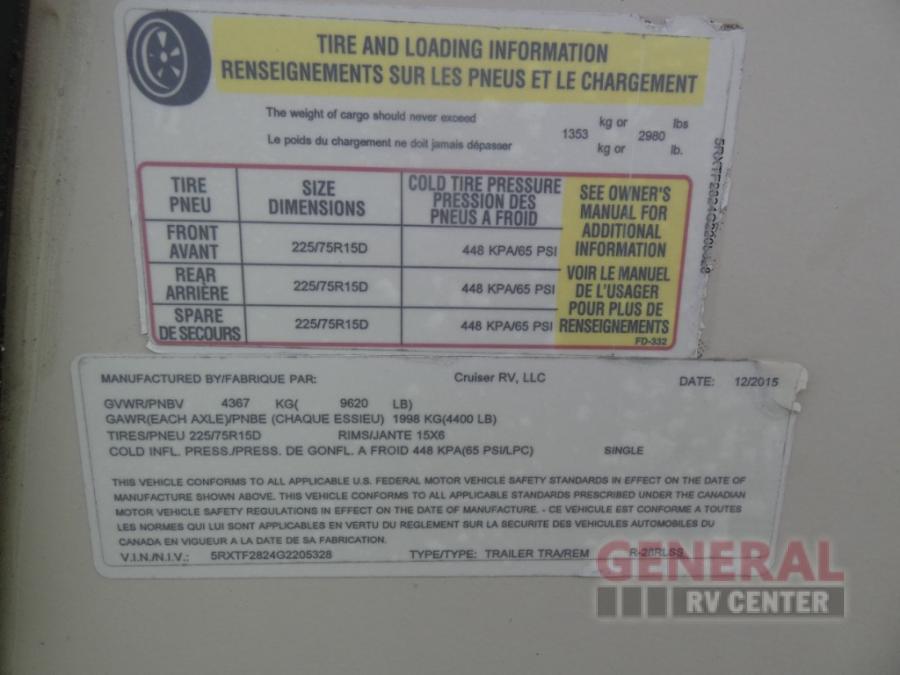 TIRE AND LOADING INFORMATION
RENSEIGNEMENTS SUR LES PNEUS ET LE CHARGEMENT
The weight of cargo should never exceed
Le poids du chargement ne doit jamais dépasser
1353 kg or 2980 lbs
kg or lb.
TIRE PNEU
SIZE DIMENSIONS
COLD TIRE PRESSURE
PRESSION DES
PNEUS A FROID
FRONT AVANT
225/75R15D
448 KPA/65 PSI
REAR ARRIÈRE
225/75R15D
448 KPA/65 PSI
SPARE DE SECOURS
225/75R15D
448 KPA/65 PSI
SEE OWNER'S
MANUAL FOR
ADDITIONAL
INFORMATION
VOIR LE MANUEL
DE L'USAGER
POUR PLUS DE
RENSEIGNEMENTS
FD-332
MANUFACTURED BY/FABRIQUE PAR: Cruiser RV, LLC DATE: 12/2015
GVWR/PNBV 4367 KG( 9620 LB)
GAWR(EACH AXLE)/PNBE (CHAQUE ESSIEU) 1998 KG(4400 LB)
TIRES/PNEU 225/75R15D RIMS/JANTE 15X6
COLD INFL. PRESS./PRESS. DE GONFL. A FROID 448 KPA(65 PSI/LPC) SINGLE
THIS VEHICLE CONFORMS TO ALL APPLICABLE U.S. FEDERAL MOTOR VEHICLE SAFETY STANDARDS IN EFFECT ON THE DATE OF
MANUFACTURE SHOWN ABOVE. THIS VEHICLE CONFORMS TO ALL APPLICABLE STANDARDS PRESCRIBED UNDER THE CANADIAN
MOTOR VEHICLE SAFETY REGULATIONS IN EFFECT ON THE DATE OF MANUFACTURE. - CE VEHICULE EST CONFORME A TOUTES
LES NORMES QUI LUI SONT APPLICABLES EN VERTU DU REGLEMENT SUR LA SECURITE DES VEHICULES AUTOMOBILES DU
CANADA EN VIGUEUR A LA DATE DE SA FABRICATION.
V.I.N./N.I.V.: 5RXTF2824G2205328 TYPE/TYPE: TRAILER TRA/REM R-28RLSS
GENERAL
RV CENTER